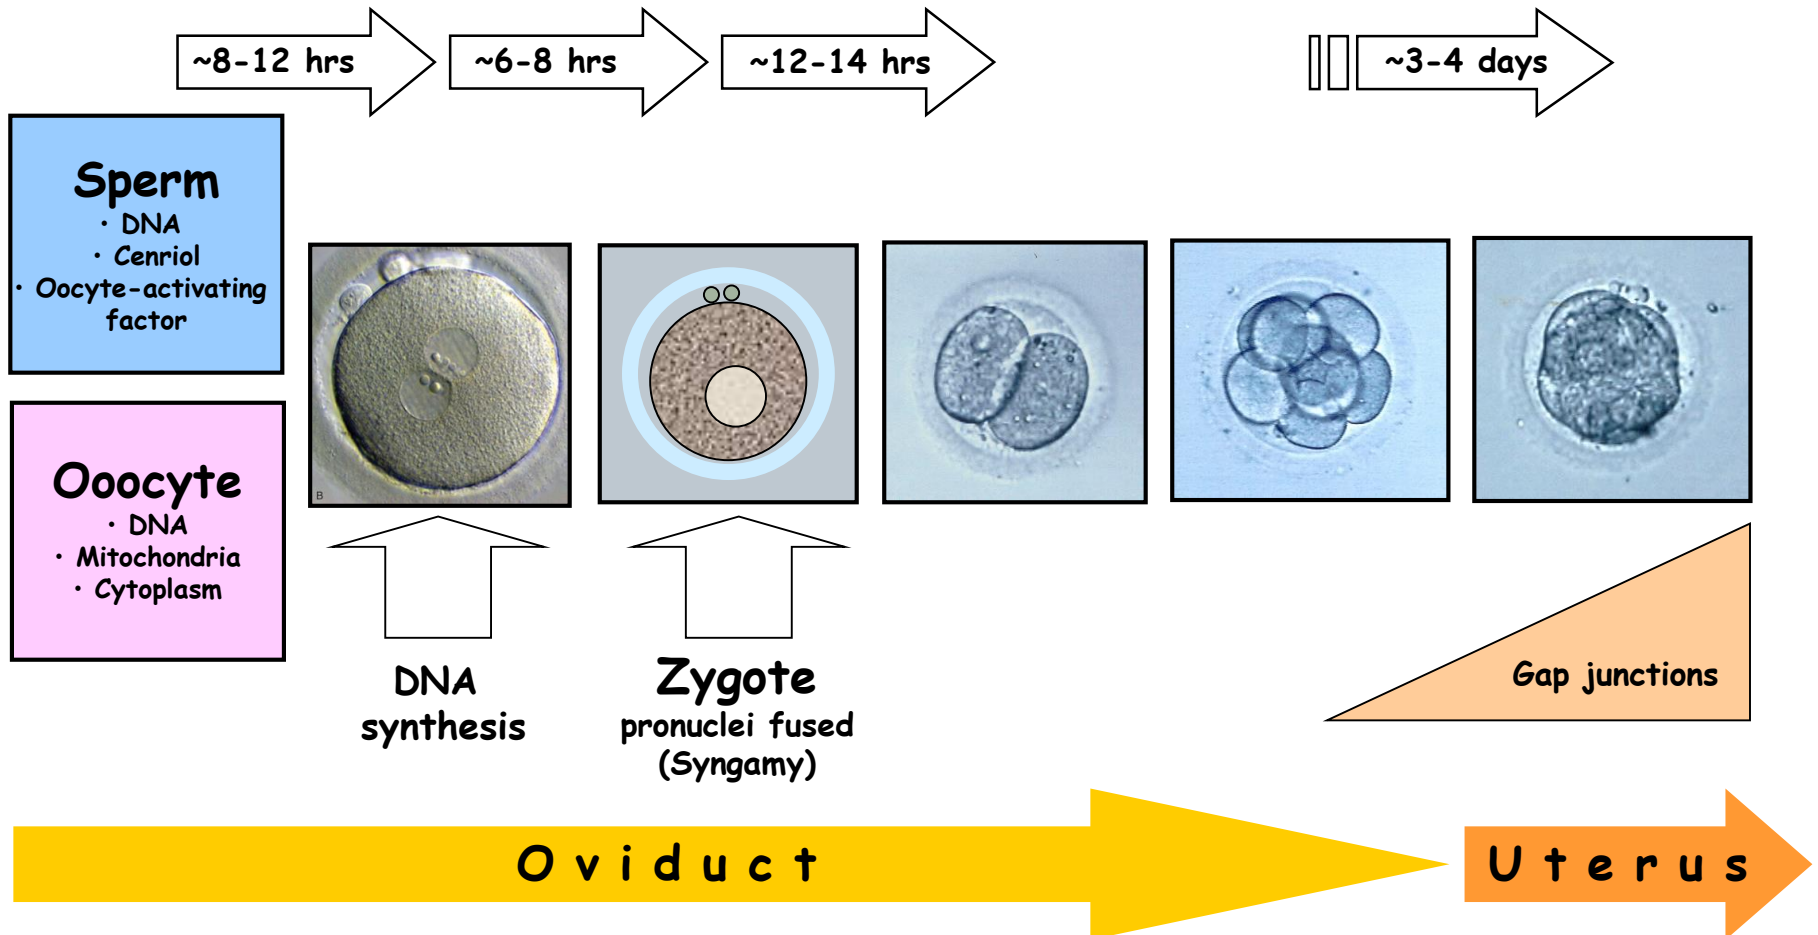 ~8-12 hrs
~6-8 hrs
~12-14 hrs
~3-4 days
Sperm
• DNA
• Cenriol
• Oocyte-activating
factor
Ooocyte
• DNA
• Mitochondria
• Cytoplasm
B
DNA
synthesis
Zygote
pronuclei fused
(Syngamy)
Gap junctions
Oviduct
Uterus